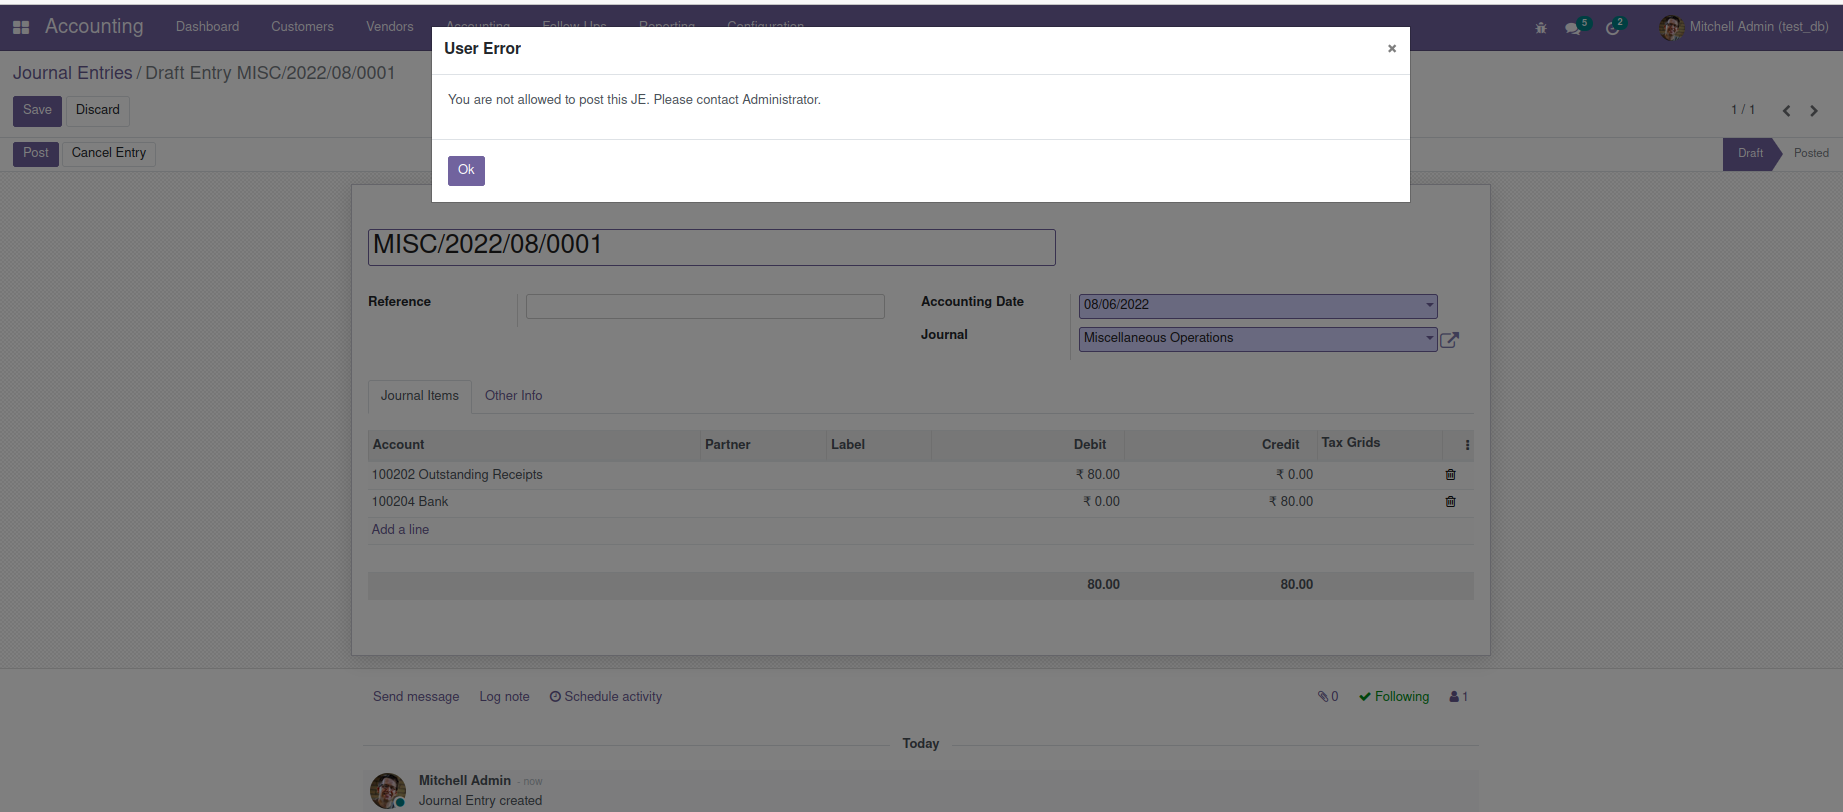 Accounting
Dashboard
Customers
Vendors
Accounting
Follow Ups
Reporting
Configuration
5
2
Mitchell Admin (test_db)
User Error
×
You are not allowed to post this JE. Please contact Administrator.
Ok
Journal Entries / Draft Entry MISC/2022/08/0001
Save
Discard
1 / 1
Post
Cancel Entry
Draft
Posted
MISC/2022/08/0001
Reference
Accounting Date
08/06/2022
Journal
Miscellaneous Operations
Journal Items
Other Info
Account Partner Label Debit Credit Tax Grids
100202 Outstanding Receipts ₹ 80.00 ₹ 0.00
100204 Bank ₹ 0.00 ₹ 80.00
Add a line
80.00 80.00
Send message
Log note
Schedule activity
0
Following
1
Today
Mitchell Admin - now
Journal Entry created